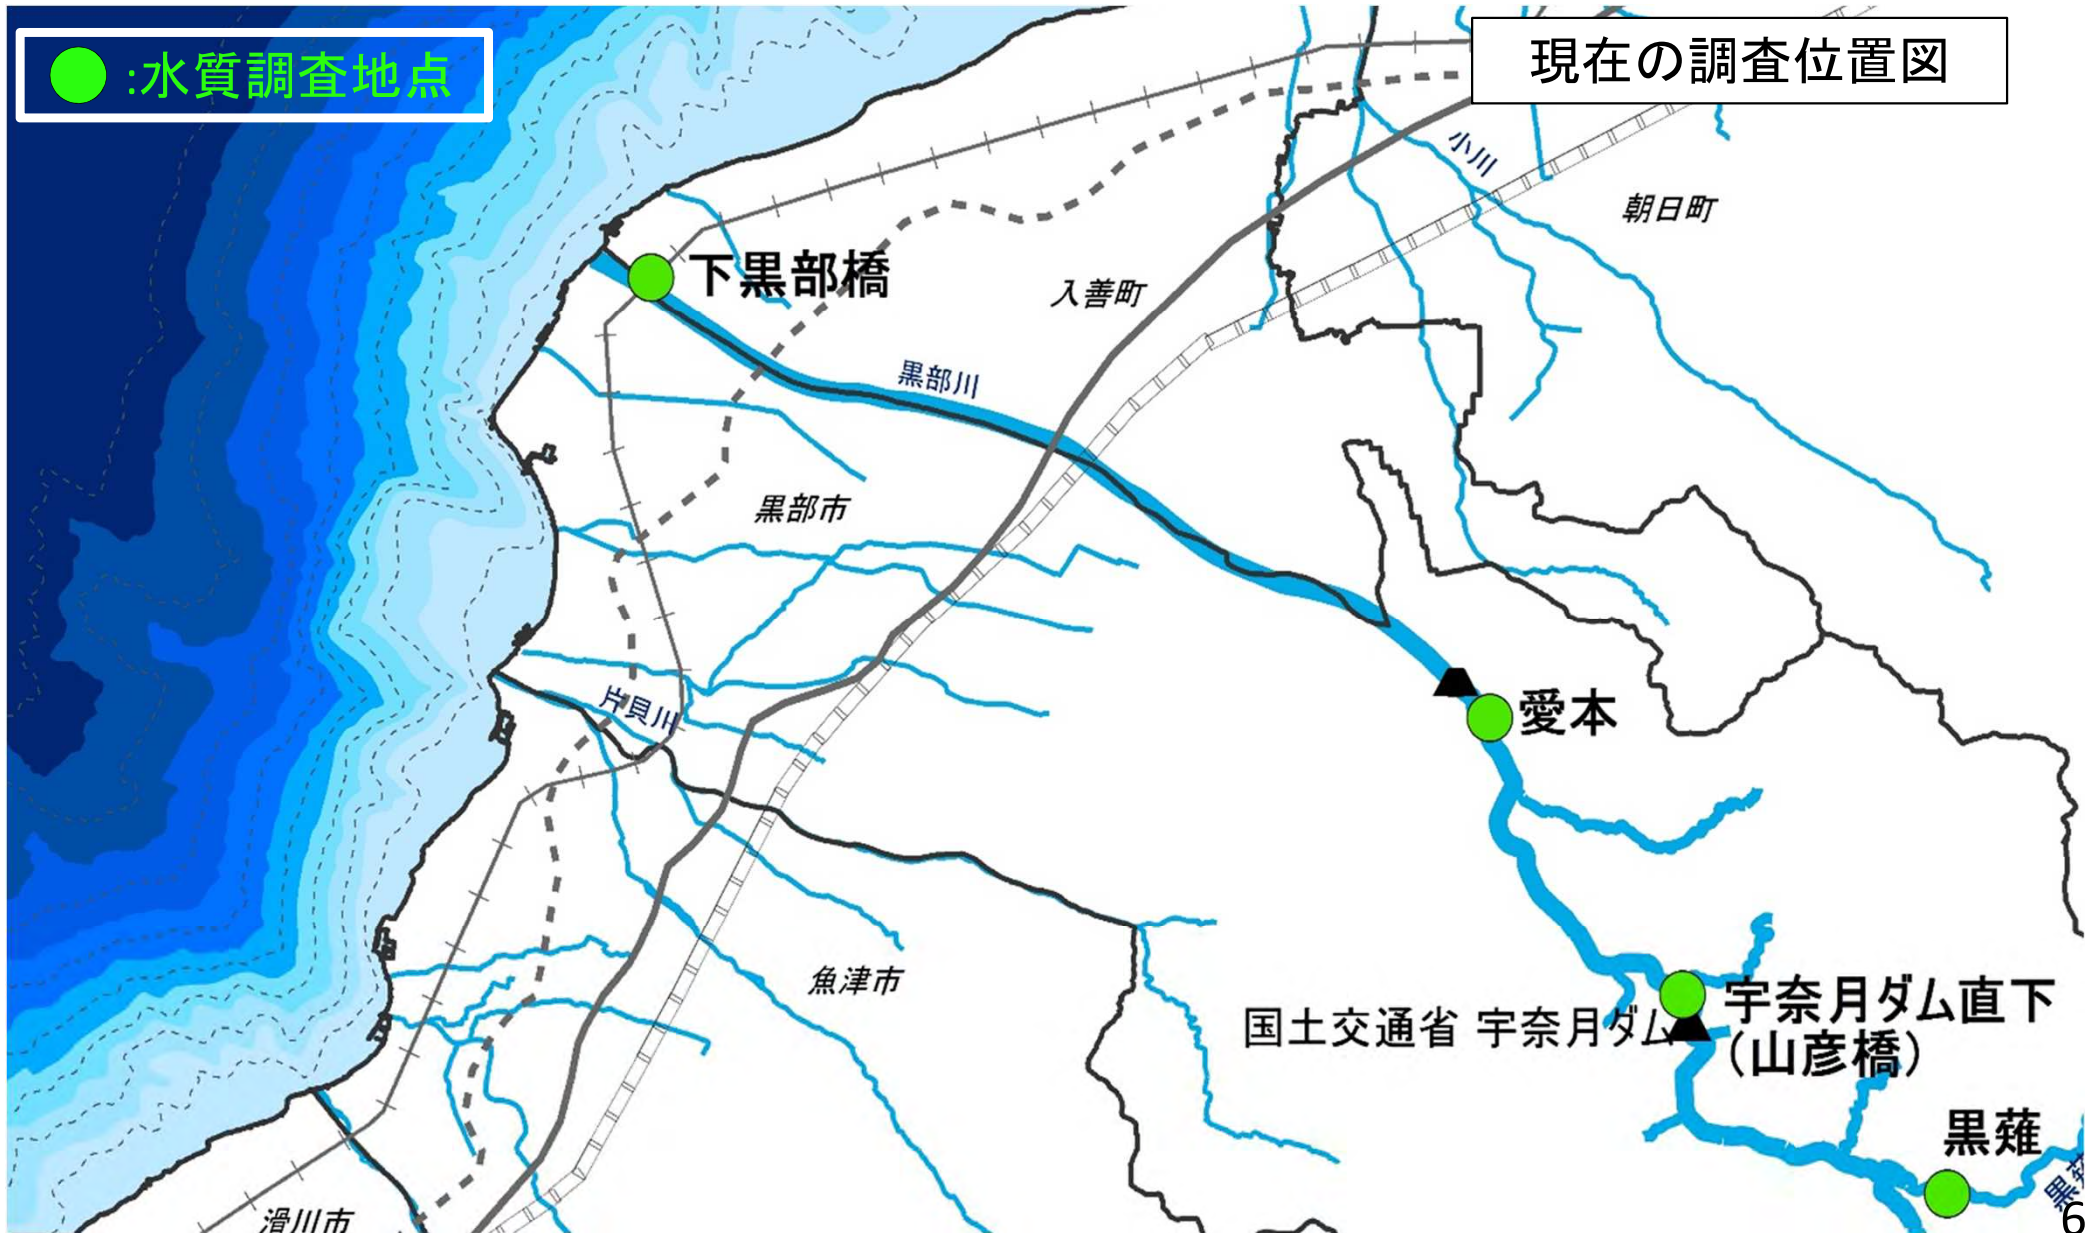 :水質調査地点
現在の調査位置図
小川
朝日町
下黒部橋
入善町
黒部川
黒部市
片貝川
愛本
魚津市
宇奈月ダム直下
国土交通省 宇奈月ダム
(山彦橋)
黒薙
黒薙
滑川市
6